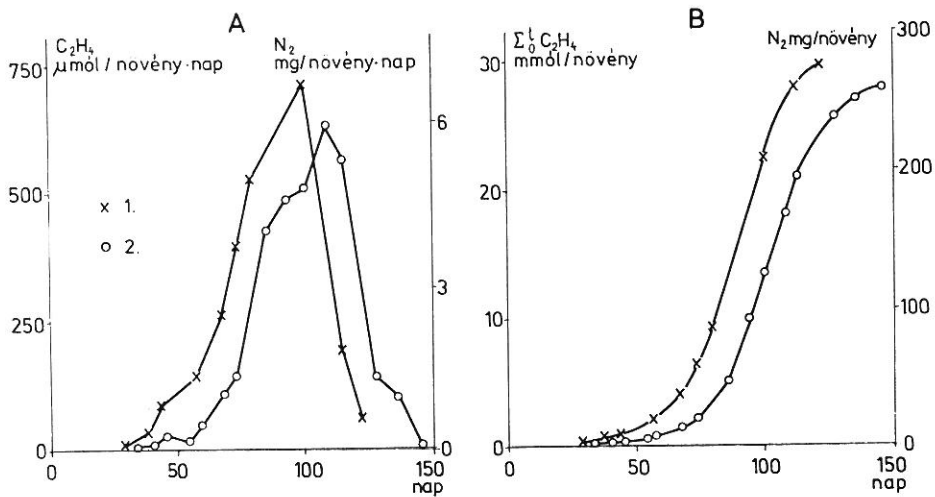 A
C₂H₄
μmól/növény·nap
N₂
mg/növény·nap
750
500
250
0
6
3
0
× 1.
○ 2.
0
50
100
150
nap
B
Σ₀ᵗ C₂H₄
mmól/növény
N₂mg/növény
30
20
10
0
300
200
100
0
0
50
100
150
nap